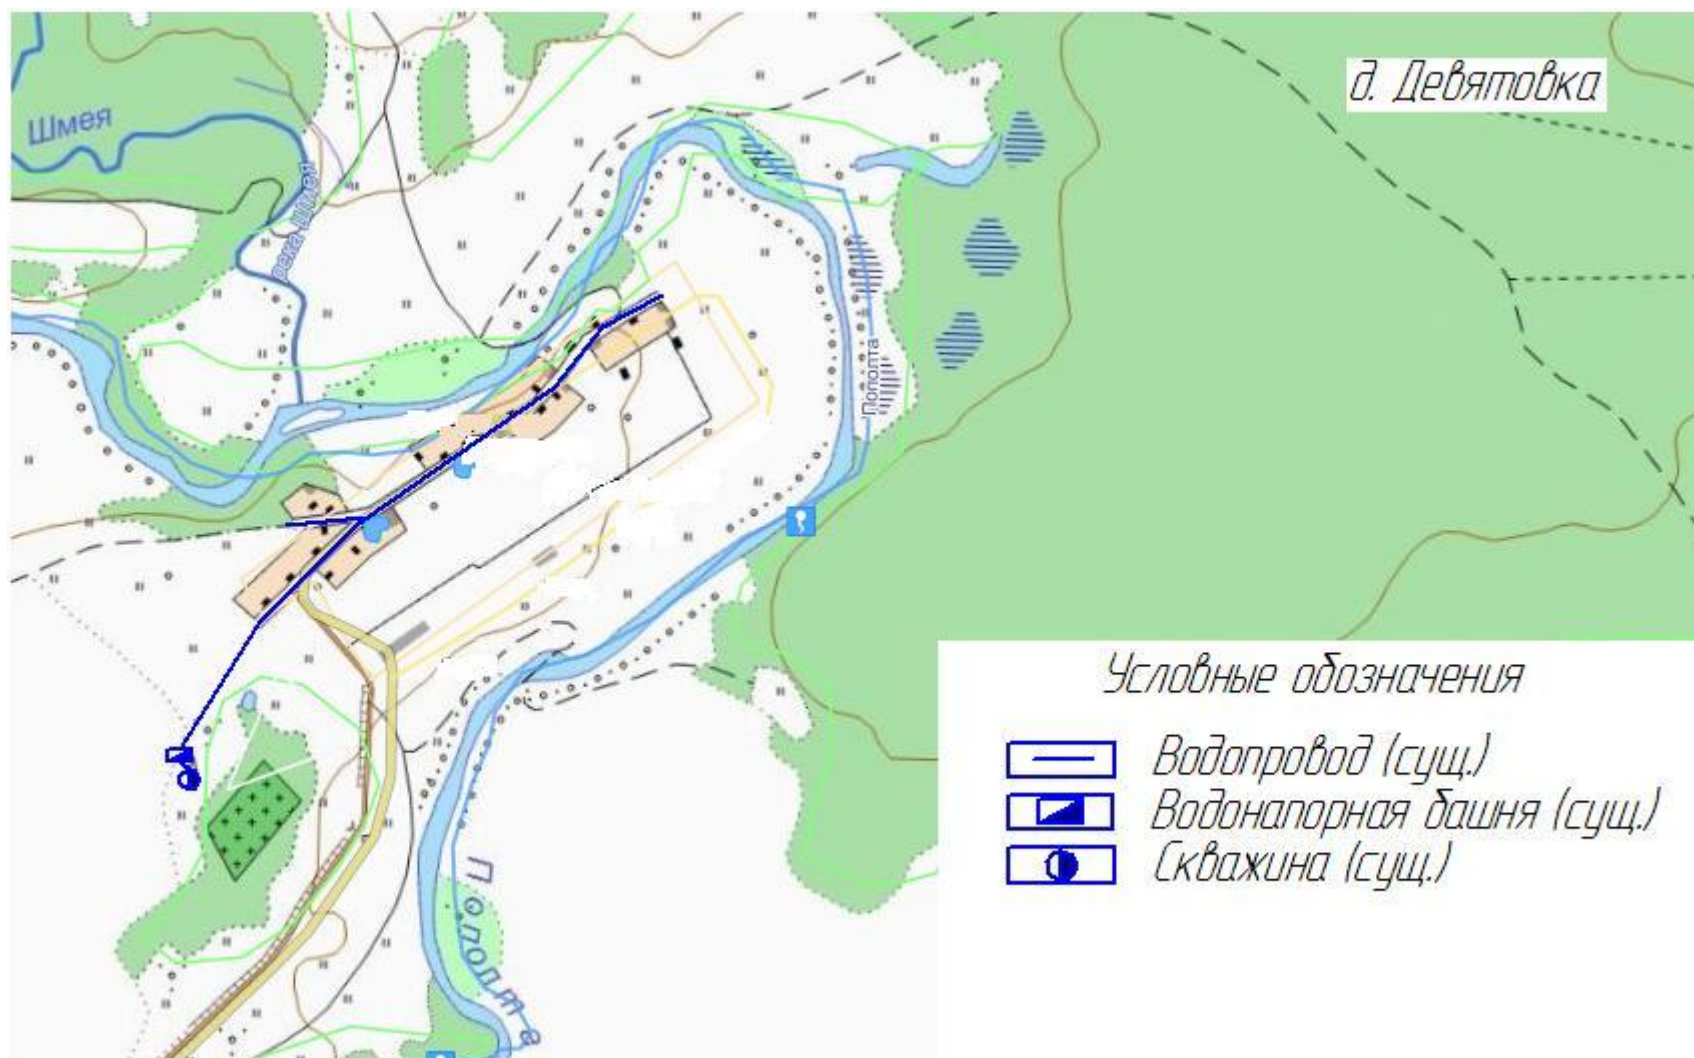 д. Девятовка
Шмея
река Шмея
Пополта
Пополта
Условные обозначения
Водопровод (сущ.)
Водонапорная башня (сущ.)
Скважина (сущ.)